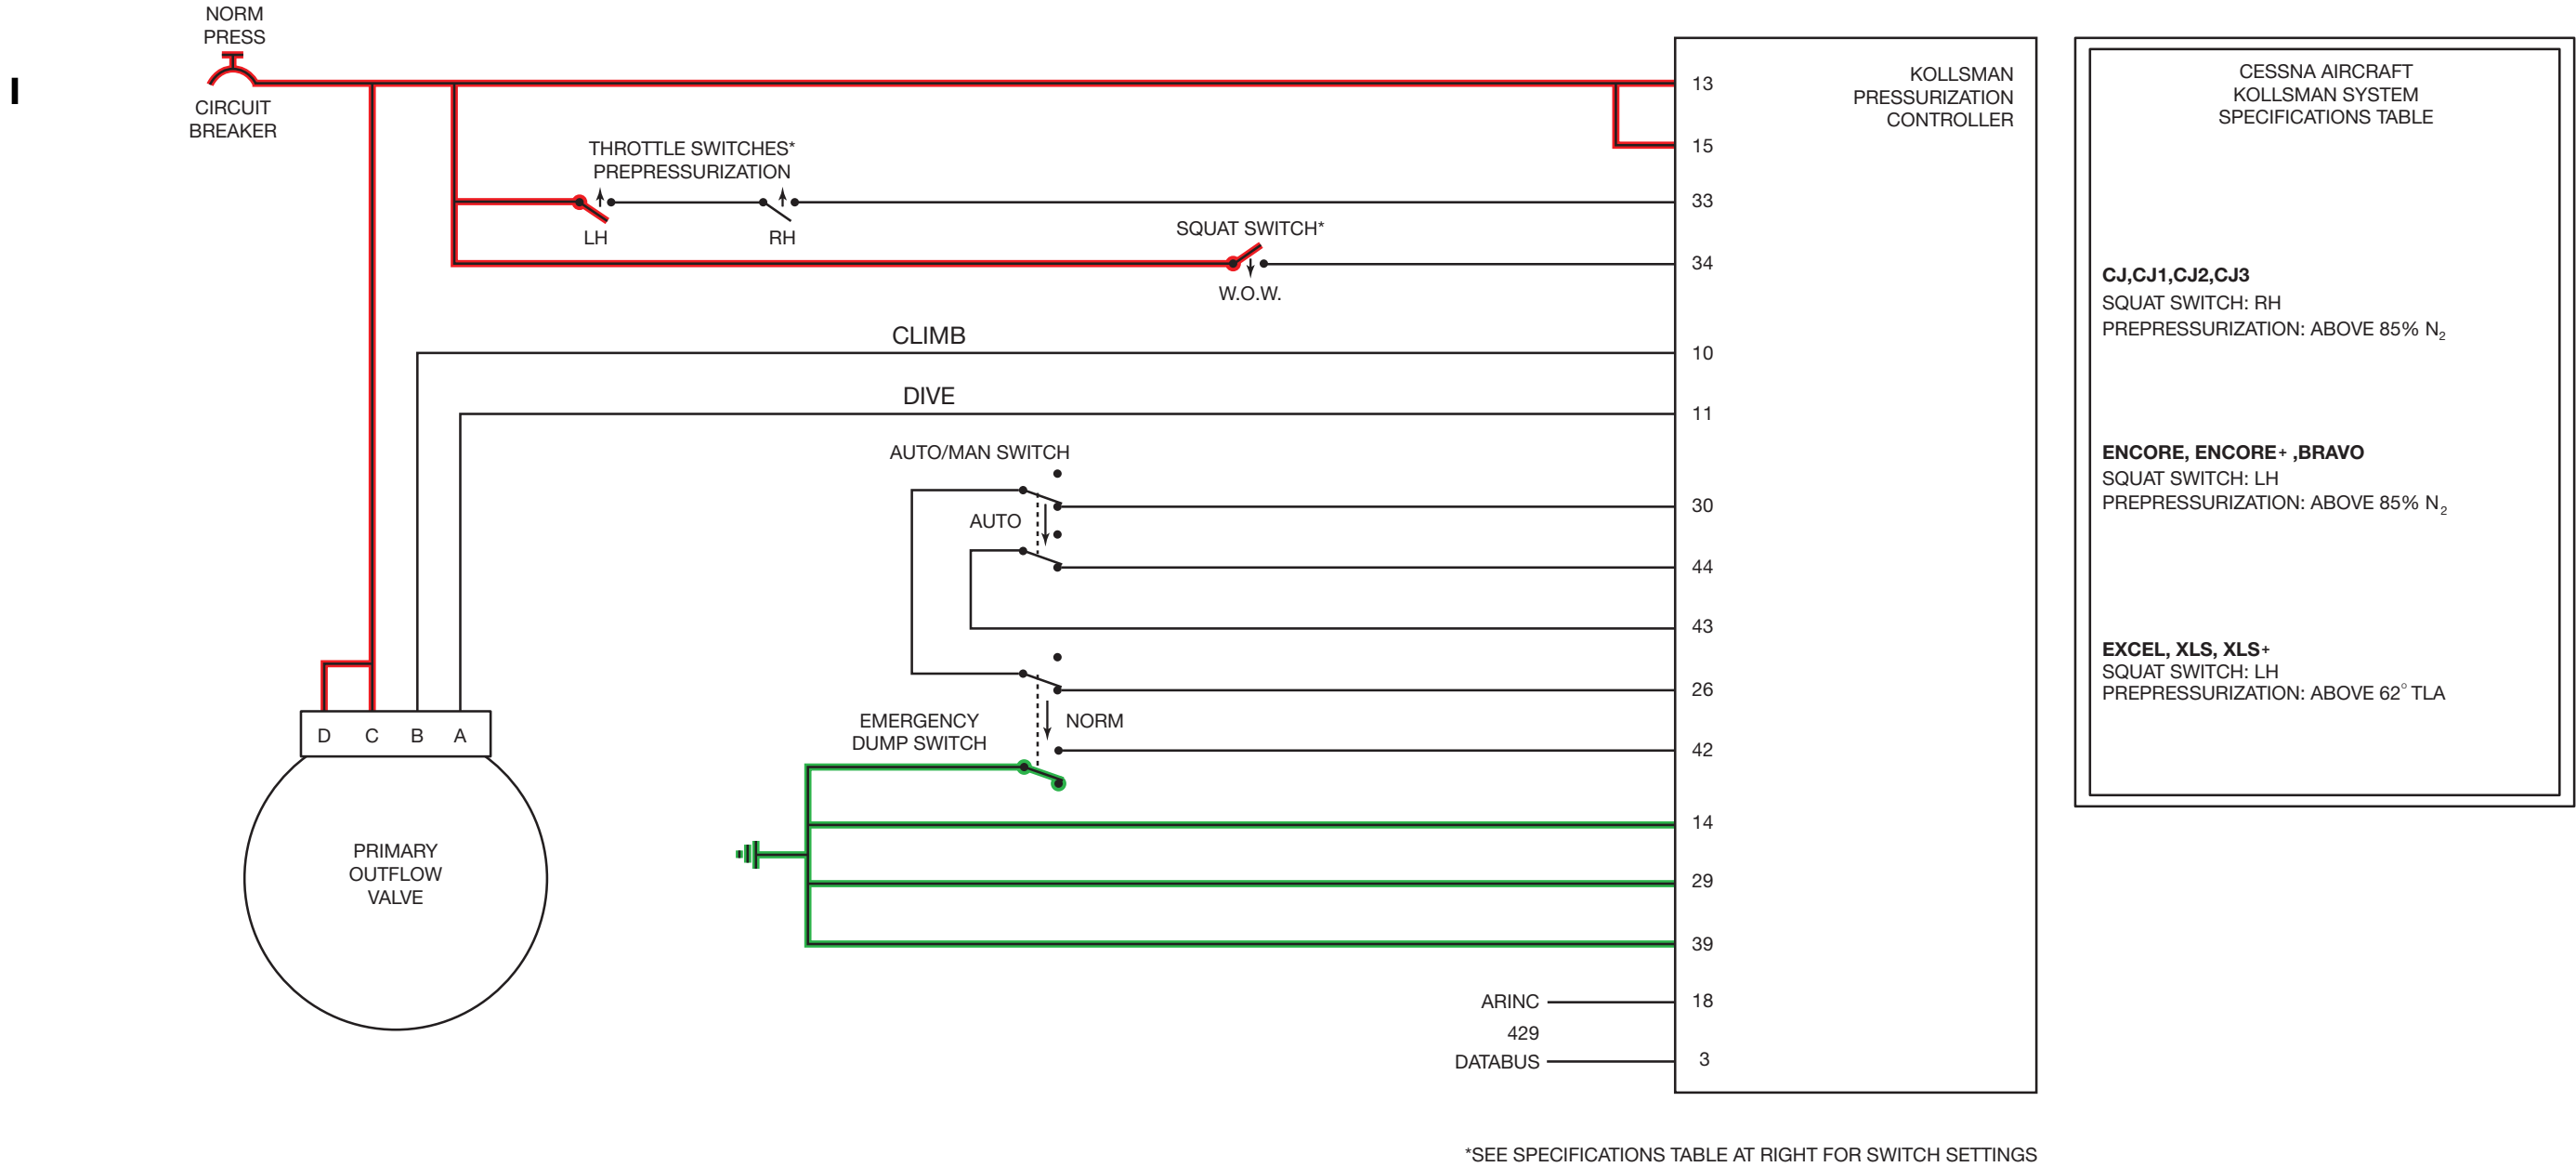 NORM
PRESS
I
CIRCUIT
BREAKER
THROTTLE SWITCHES*
PREPRESSURIZATION
LH
RH
SQUAT SWITCH*
W.O.W.
CLIMB
DIVE
AUTO/MAN SWITCH
AUTO
EMERGENCY
DUMP SWITCH
NORM
D C B A
PRIMARY
OUTFLOW
VALVE
ARINC
429
DATABUS
KOLLSMAN
PRESSURIZATION
CONTROLLER
13
15
33
34
10
11
30
44
43
26
42
14
29
39
18
3
CESSNA AIRCRAFT
KOLLSMAN SYSTEM
SPECIFICATIONS TABLE
CJ,CJ1,CJ2,CJ3
SQUAT SWITCH: RH
PREPRESSURIZATION: ABOVE 85% N₂
ENCORE, ENCORE+ ,BRAVO
SQUAT SWITCH: LH
PREPRESSURIZATION: ABOVE 85% N₂
EXCEL, XLS, XLS+
SQUAT SWITCH: LH
PREPRESSURIZATION: ABOVE 62° TLA
*SEE SPECIFICATIONS TABLE AT RIGHT FOR SWITCH SETTINGS